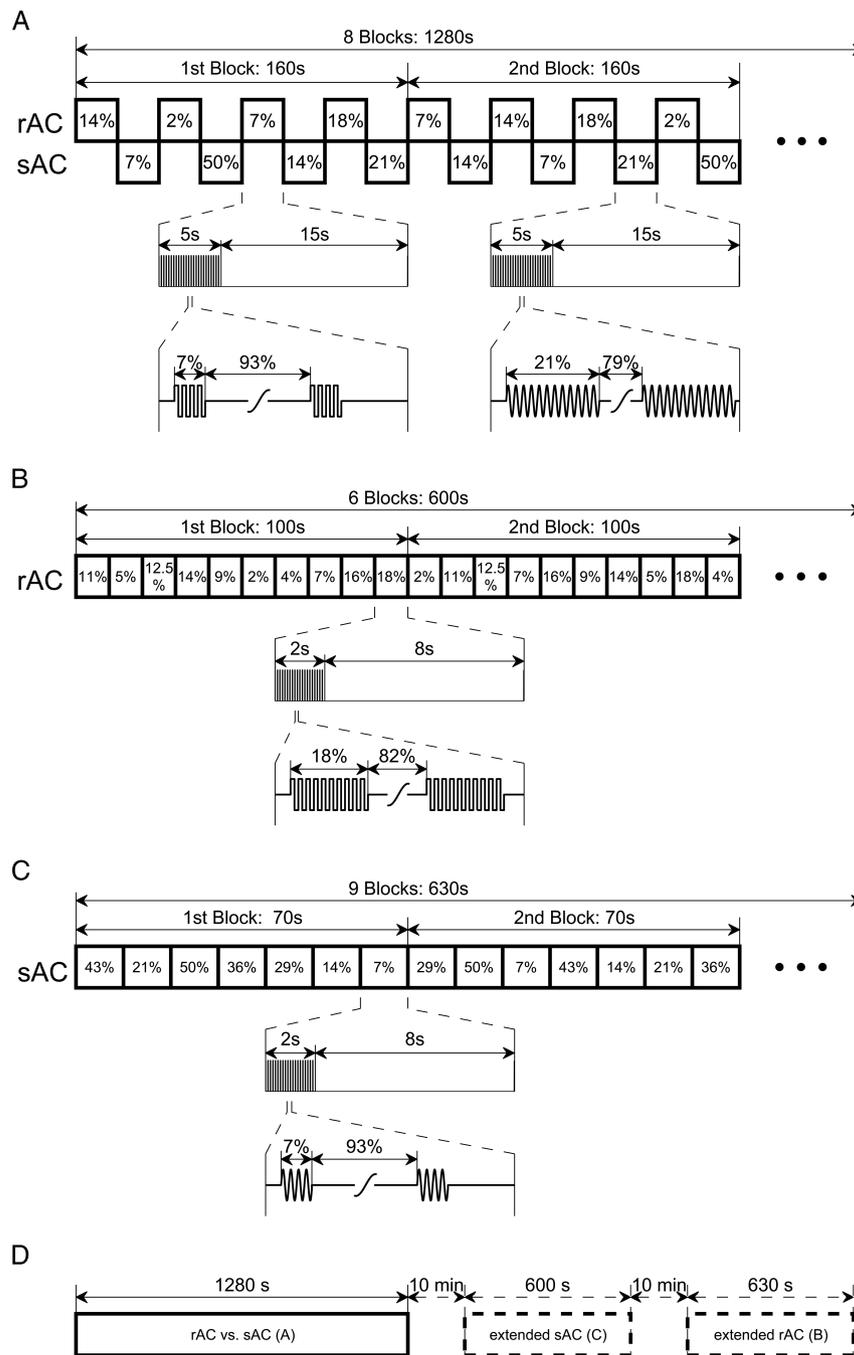 A
8 Blocks: 1280s
1st Block: 160s 2nd Block: 160s
rAC 14% 2% 7% 18% 7% 14% 18% 2%
sAC 7% 50% 14% 21% 14% 7% 21% 50%
5s 15s 5s 15s
7% 93% 21% 79%
B
6 Blocks: 600s
1st Block: 100s 2nd Block: 100s
rAC 11% 5% 12.5 % 14% 9% 2% 4% 7% 16% 18% 2% 11% 12.5 % 7% 16% 9% 14% 5% 18% 4%
2s 8s
18% 82%
C
9 Blocks: 630s
1st Block: 70s 2nd Block: 70s
sAC 43% 21% 50% 36% 29% 14% 7% 29% 50% 7% 43% 14% 21% 36%
2s 8s
7% 93%
D
1280 s 10 min 600 s 10 min 630 s
rAC vs. sAC (A) extended sAC (C) extended rAC (B)